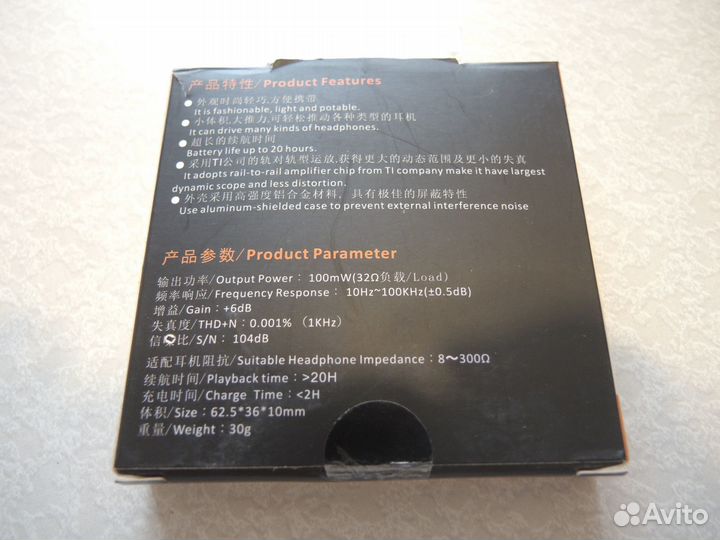 产品特性/Product Features
● 外观时尚轻巧,方便携带
It is fashionable, light and potable.
● 小体积,大推力,可轻松推动各种类型的耳机
It can drive many kinds of headphones.
● 超长的续航时间
Battery life up to 20 hours.
● 采用TI公司的轨对轨型运放,获得更大的动态范围及更小的失真
It adopts rail-to-rail amplifier chip from TI company make it have largest
dynamic scope and less distortion.
● 外壳采用高强度铝合金材料，具有极佳的屏蔽特性
Use aluminum-shielded case to prevent external interference noise
产品参数/Product Parameter
输出功率/Output Power： 100mW(32Ω负载/Load)
频率响应/Frequency Response： 10Hz~100KHz(±0.5dB)
增益/Gain：+6dB
失真度/THD+N：0.001% （1KHz）
信 比/S/N： 104dB
适配耳机阻抗/Suitable Headphone Impedance：8～300Ω
续航时间/Playback time：>20H
充电时间/Charge Time：<2H
体积/Size：62.5*36*10mm
重量/Weight：30g
Avito